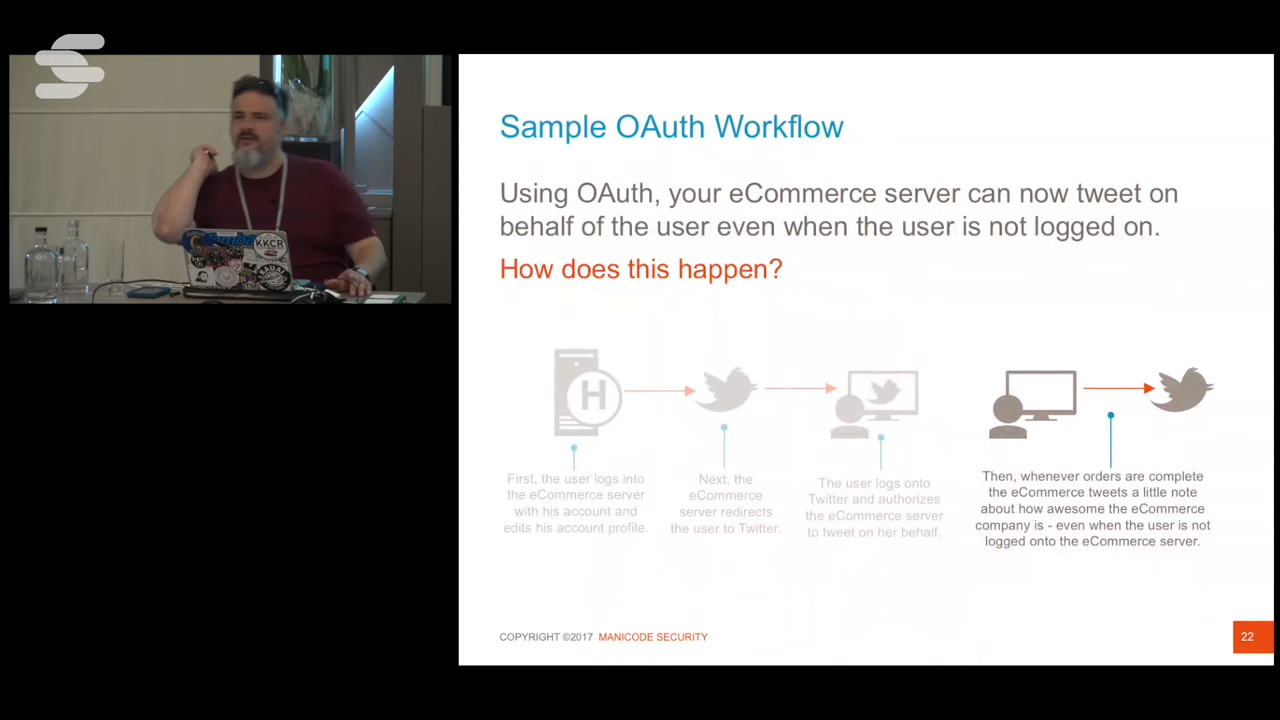 Sample OAuth Workflow
Using OAuth, your eCommerce server can now tweet on
behalf of the user even when the user is not logged on.
How does this happen?
H
First, the user logs into
the eCommerce server
with his account and
edits his account profile.
Next, the
eCommerce
server redirects
the user to Twitter.
The user logs onto
Twitter and authorizes
the eCommerce server
to tweet on her behalf.
Then, whenever orders are complete
the eCommerce tweets a little note
about how awesome the eCommerce
company is - even when the user is not
logged onto the eCommerce server.
COPYRIGHT ©2017 MANICODE SECURITY
22
KKCR